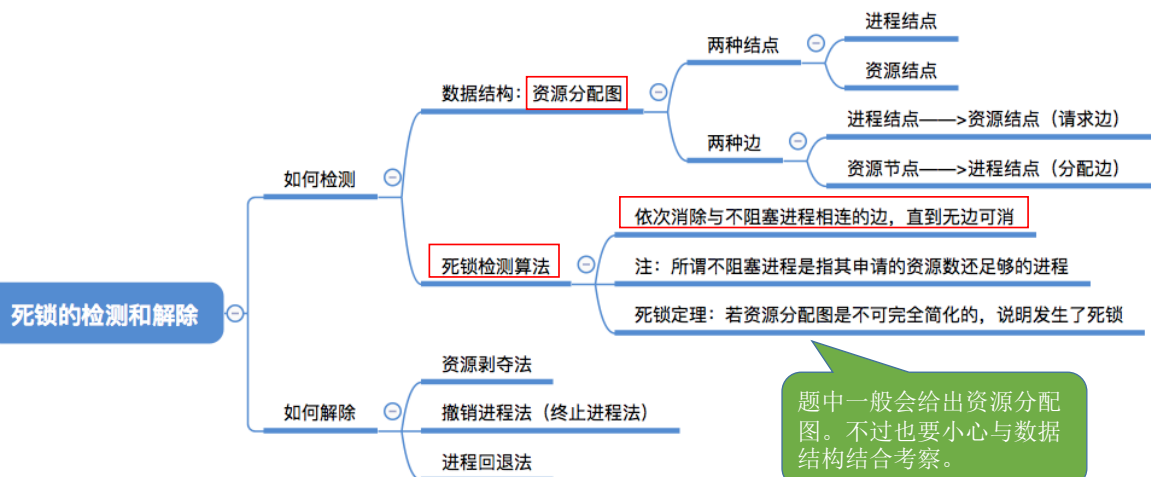 死锁的检测和解除
如何检测
数据结构：资源分配图
两种结点
进程结点
资源结点
两种边
进程结点——>资源结点（请求边）
资源节点——>进程结点（分配边）
死锁检测算法
依次消除与不阻塞进程相连的边，直到无边可消
注：所谓不阻塞进程是指其申请的资源数还足够的进程
死锁定理：若资源分配图是不可完全简化的，说明发生了死锁
题中一般会给出资源分配
图。不过也要小心与数据
结构结合考察。
如何解除
资源剥夺法
撤销进程法（终止进程法）
进程回退法